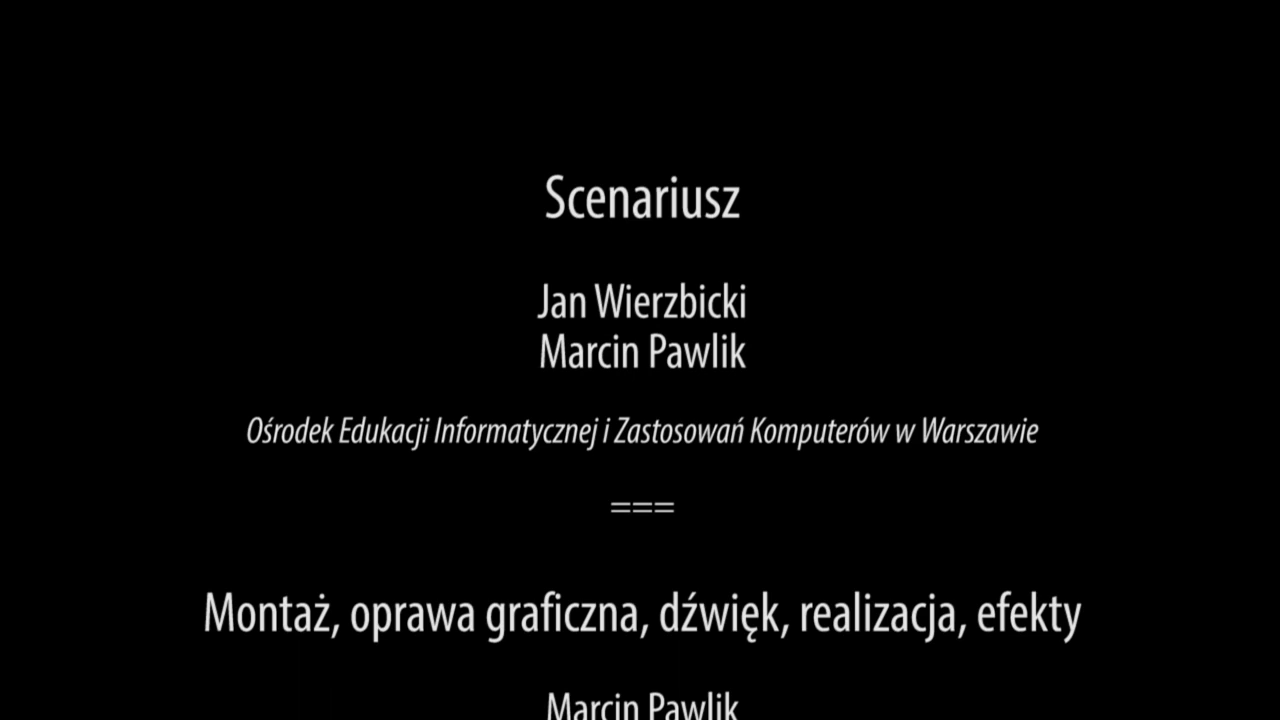 Scenariusz
Jan Wierzbicki
Marcin Pawlik
Ośrodek Edukacji Informatycznej i Zastosowań Komputerów w Warszawie
===
Montaż, oprawa graficzna, dźwięk, realizacja, efekty
Marcin Pawlik